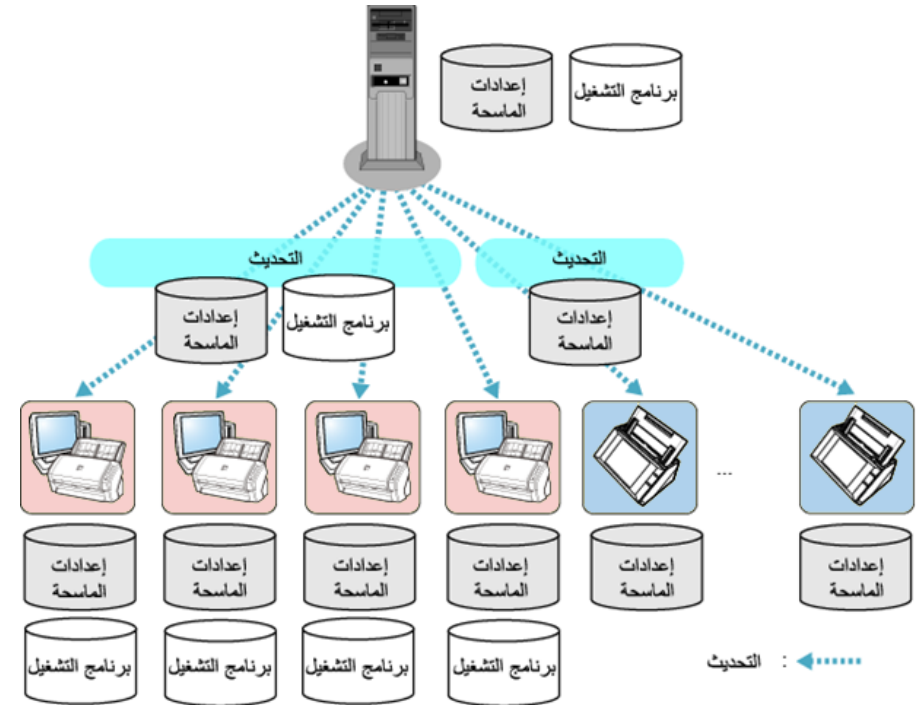 إعدادات
الماسحة
برنامج التشغيل
التحديث
التحديث
إعدادات
الماسحة
برنامج التشغيل
إعدادات
الماسحة
...
إعدادات
الماسحة
إعدادات
الماسحة
إعدادات
الماسحة
إعدادات
الماسحة
إعدادات
الماسحة
إعدادات
الماسحة
برنامج التشغيل
برنامج التشغيل
برنامج التشغيل
برنامج التشغيل
: التحديث